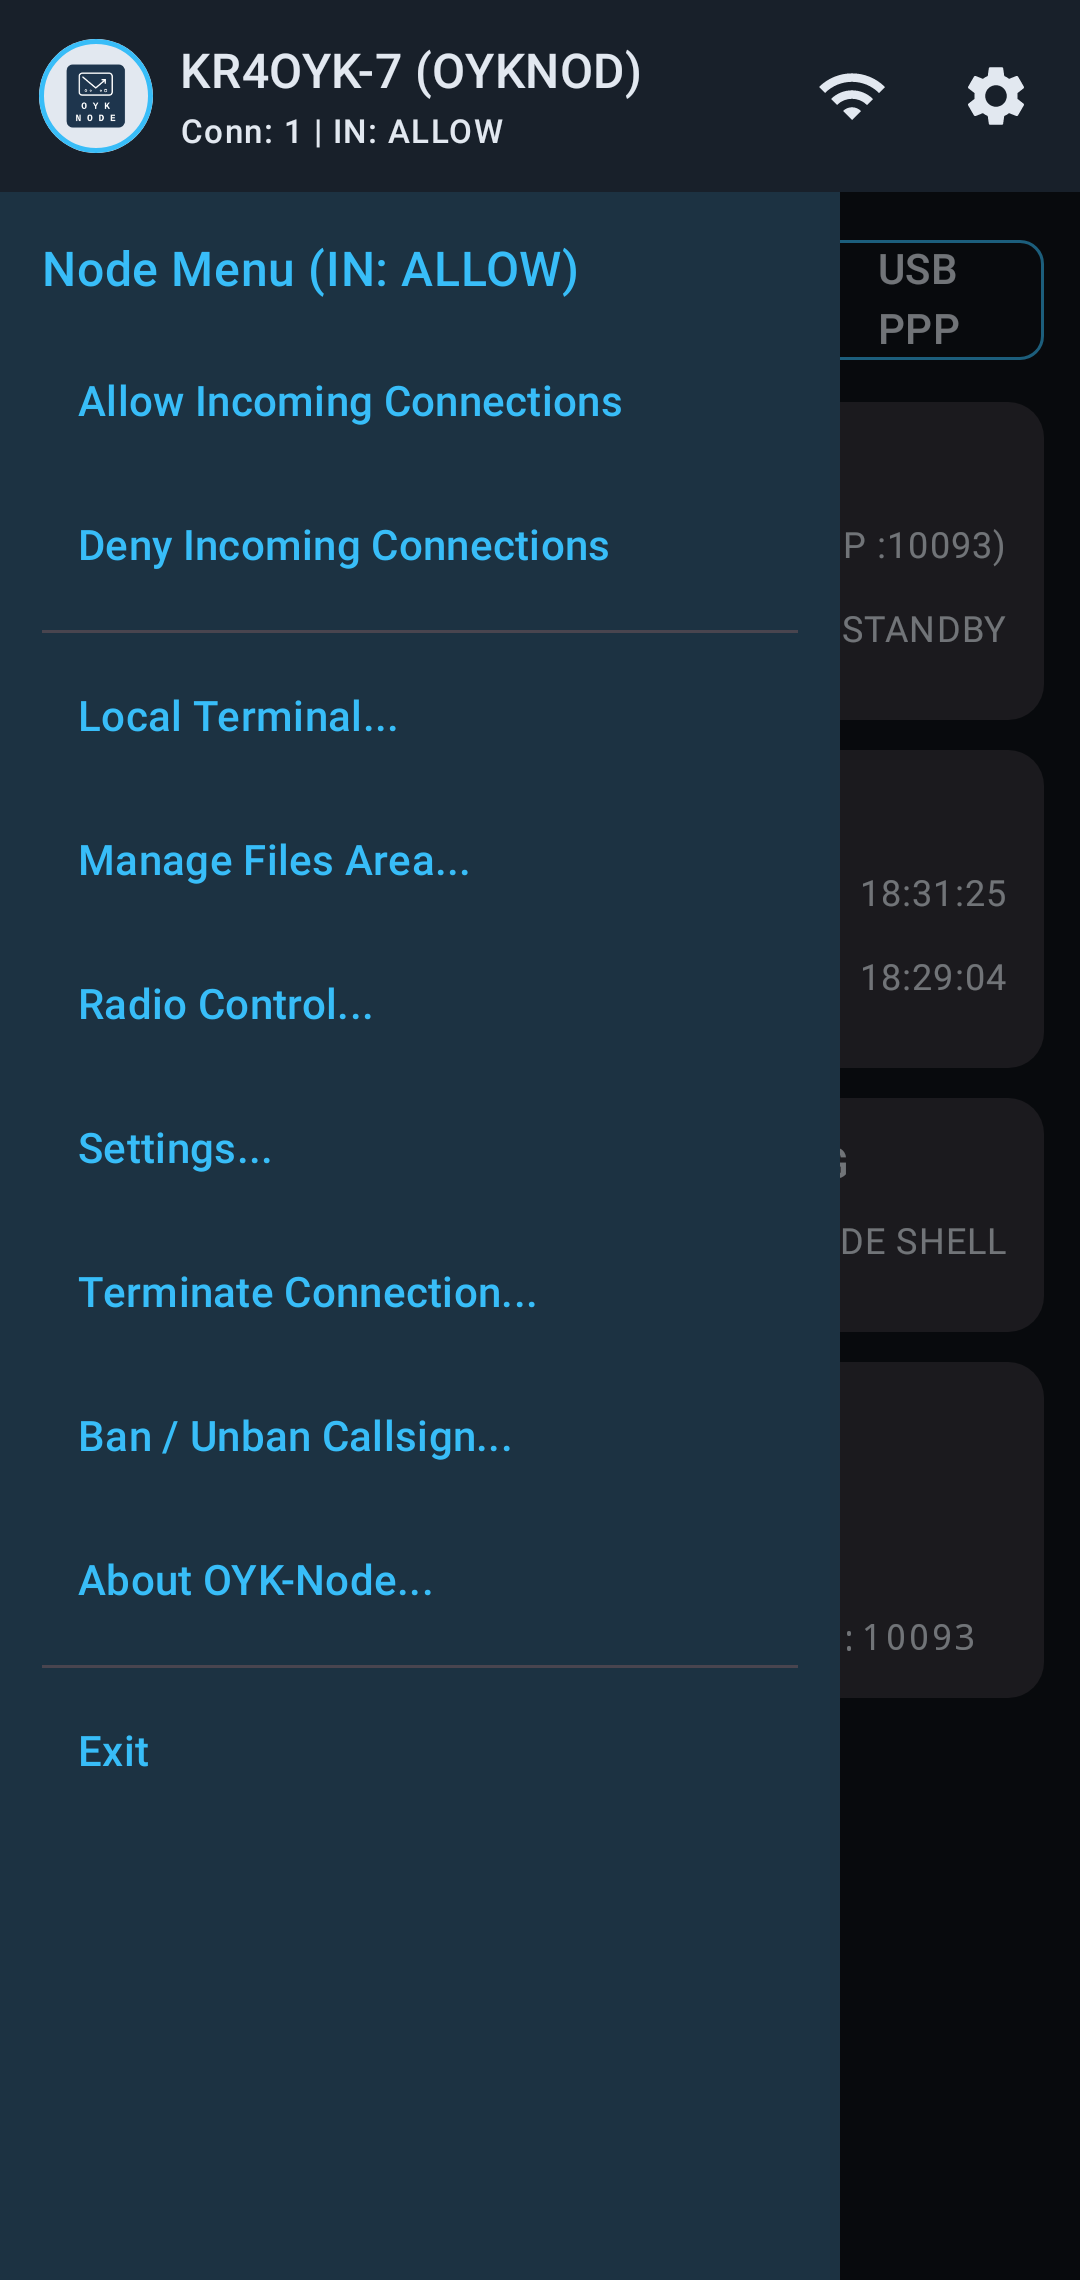 OYK
NODE
KR4OYK-7 (OYKNOD)
Conn: 1 | IN: ALLOW
Node Menu (IN: ALLOW)
Allow Incoming Connections
Deny Incoming Connections
Local Terminal...
Manage Files Area...
Radio Control...
Settings...
Terminate Connection...
Ban / Unban Callsign...
About OYK-Node...
Exit
USB
PPP
P :10093)
STANDBY
18:31:25
18:29:04
G
DE SHELL
:10093